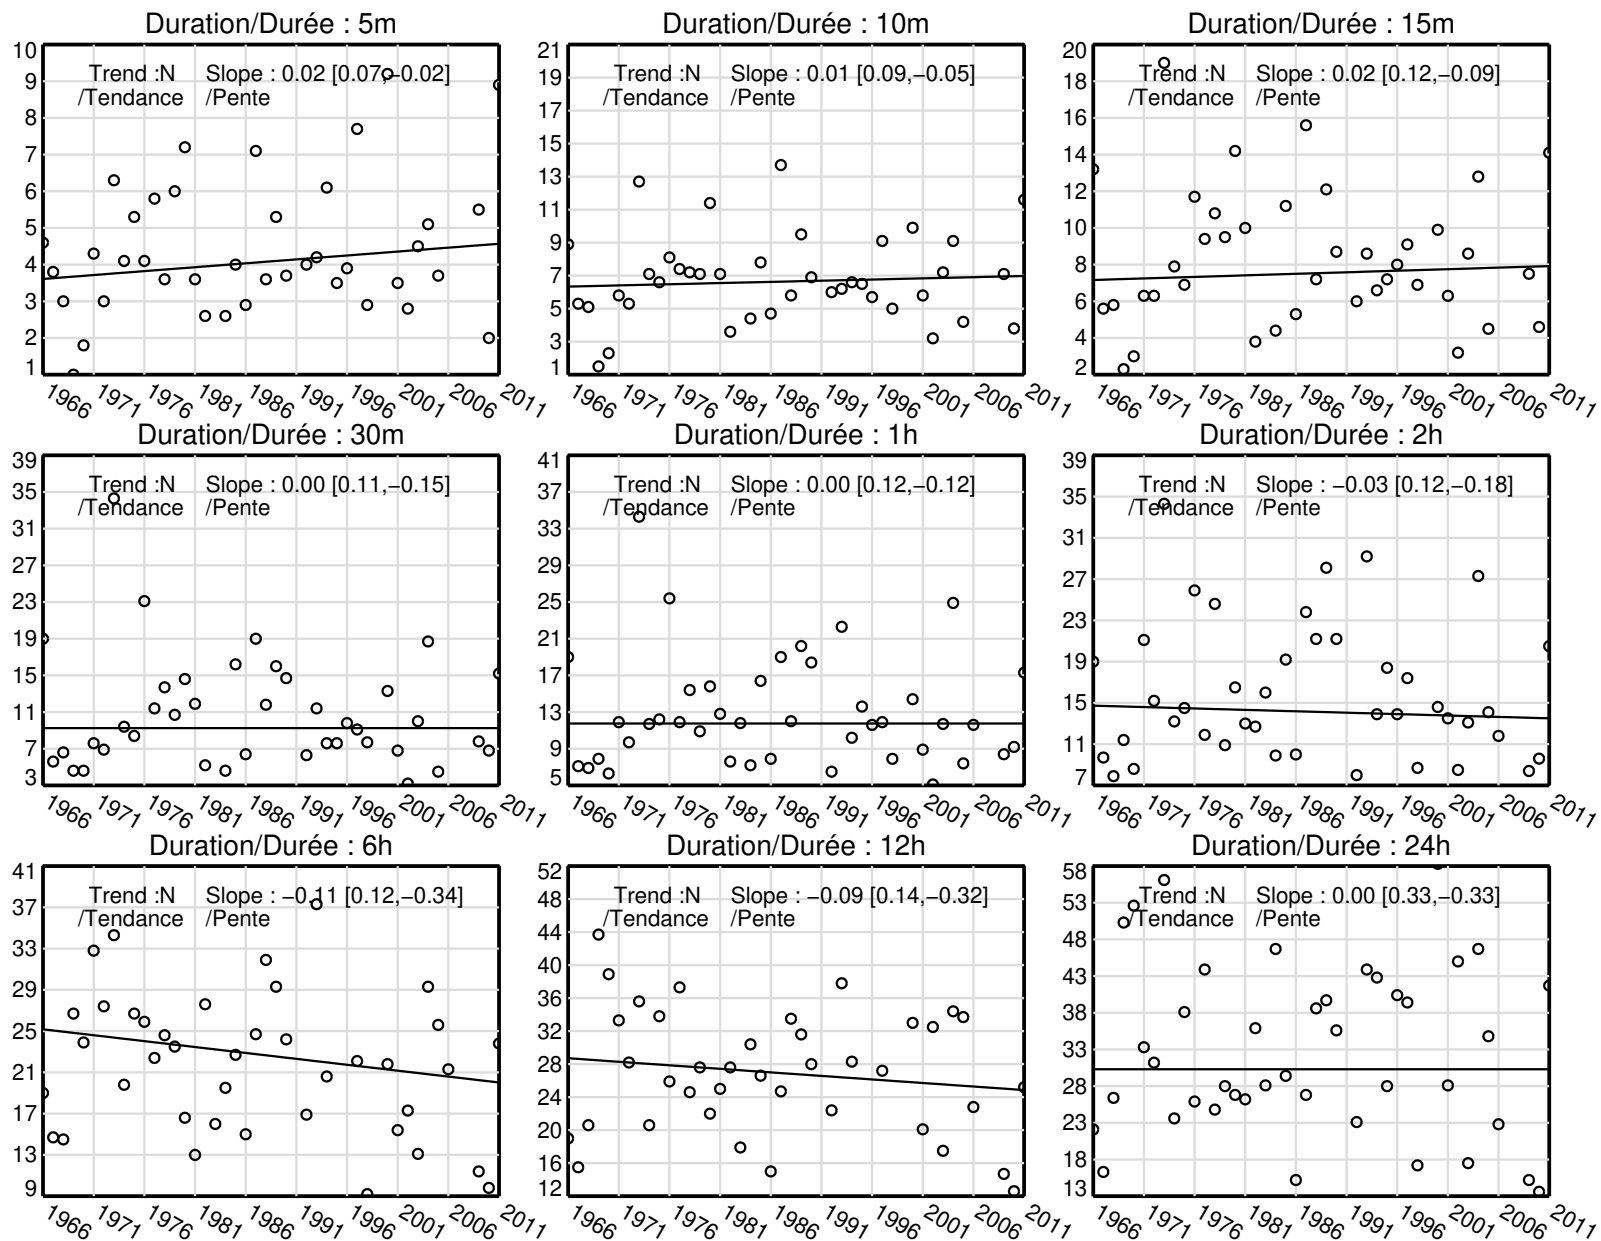 Duration/Durée : 5m
Trend :N Slope : 0.02 [0.07,−0.02]
/Tendance /Pente
10
9
8
7
6
5
4
3
2
1
1966 1971 1976 1981 1986 1991 1996 2001 2006 2011
Duration/Durée : 10m
Trend :N Slope : 0.01 [0.09,−0.05]
/Tendance /Pente
21
19
17
15
13
11
9
7
5
3
1
1966 1971 1976 1981 1986 1991 1996 2001 2006 2011
Duration/Durée : 15m
Trend :N Slope : 0.02 [0.12,−0.09]
/Tendance /Pente
20
18
16
14
12
10
8
6
4
2
1966 1971 1976 1981 1986 1991 1996 2001 2006 2011
Duration/Durée : 30m
Trend :N Slope : 0.00 [0.11,−0.15]
/Tendance /Pente
39
35
31
27
23
19
15
11
7
3
1966 1971 1976 1981 1986 1991 1996 2001 2006 2011
Duration/Durée : 1h
Trend :N Slope : 0.00 [0.12,−0.12]
/Tendance /Pente
41
37
33
29
25
21
17
13
9
5
1966 1971 1976 1981 1986 1991 1996 2001 2006 2011
Duration/Durée : 2h
Trend :N Slope : −0.03 [0.12,−0.18]
/Tendance /Pente
39
35
31
27
23
19
15
11
7
1966 1971 1976 1981 1986 1991 1996 2001 2006 2011
Duration/Durée : 6h
Trend :N Slope : −0.11 [0.12,−0.34]
/Tendance /Pente
41
37
33
29
25
21
17
13
9
1966 1971 1976 1981 1986 1991 1996 2001 2006 2011
Duration/Durée : 12h
Trend :N Slope : −0.09 [0.14,−0.32]
/Tendance /Pente
52
48
44
40
36
32
28
24
20
16
12
1966 1971 1976 1981 1986 1991 1996 2001 2006 2011
Duration/Durée : 24h
Trend :N Slope : 0.00 [0.33,−0.33]
/Tendance /Pente
58
53
48
43
38
33
28
23
18
13
1966 1971 1976 1981 1986 1991 1996 2001 2006 2011